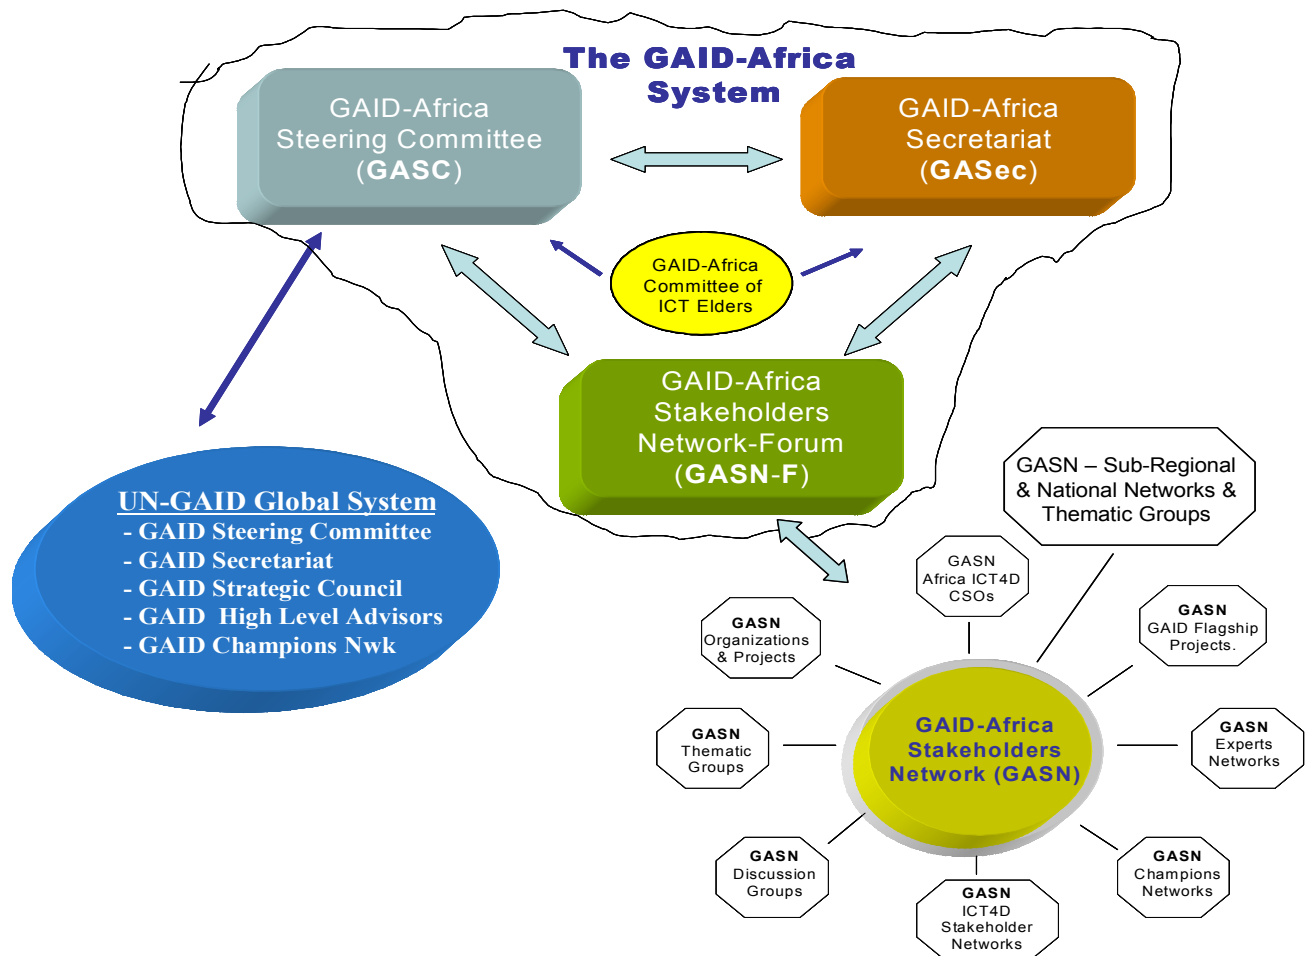 The GAID-Africa
System
GAID-Africa
Steering Committee
(GASC)
GAID-Africa
Secretariat
(GASec)
GAID-Africa
Committee of
ICT Elders
GAID-Africa
Stakeholders
Network-Forum
(GASN-F)
UN-GAID Global System
- GAID Steering Committee
- GAID Secretariat
- GAID Strategic Council
- GAID  High Level Advisors
- GAID Champions Nwk
GASN – Sub-Regional
& National Networks &
Thematic Groups
GASN
Africa ICT4D
CSOs
GASN
Organizations
& Projects
GASN
GAID Flagship
Projects.
GASN
Thematic
Groups
GAID-Africa
Stakeholders
Network (GASN)
GASN
Experts
Networks
GASN
Discussion
Groups
GASN
ICT4D
Stakeholder
Networks
GASN
Champions
Networks